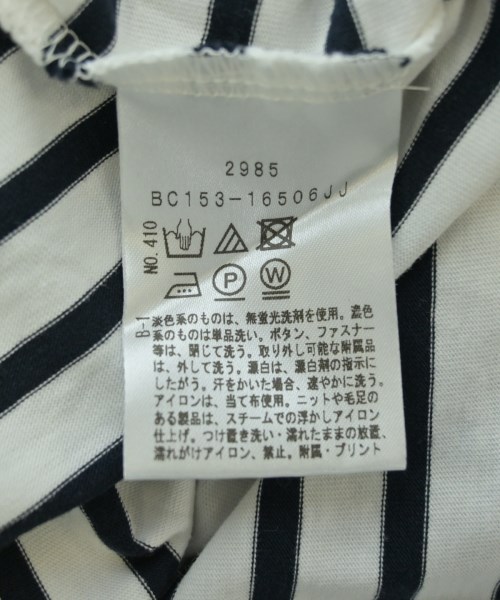 2985
BC153-16506JJ
NO.410
P
W
B-1
淡色系のものは、無蛍光洗剤を使用。濃色
系のものは単品洗い。ボタン、ファスナー
等は、閉じて洗う。取り外し可能な附属品
は、外して洗う。漂白は、漂白剤の指示に
したがう。汗をかいた場合、速やかに洗う。
アイロンは、当て布使用。ニットや毛足の
ある製品は、スチームでの浮かしアイロン
仕上げ。つけ置き洗い・濡れたままの放置、
濡れがけアイロン、禁止。附属・プリント